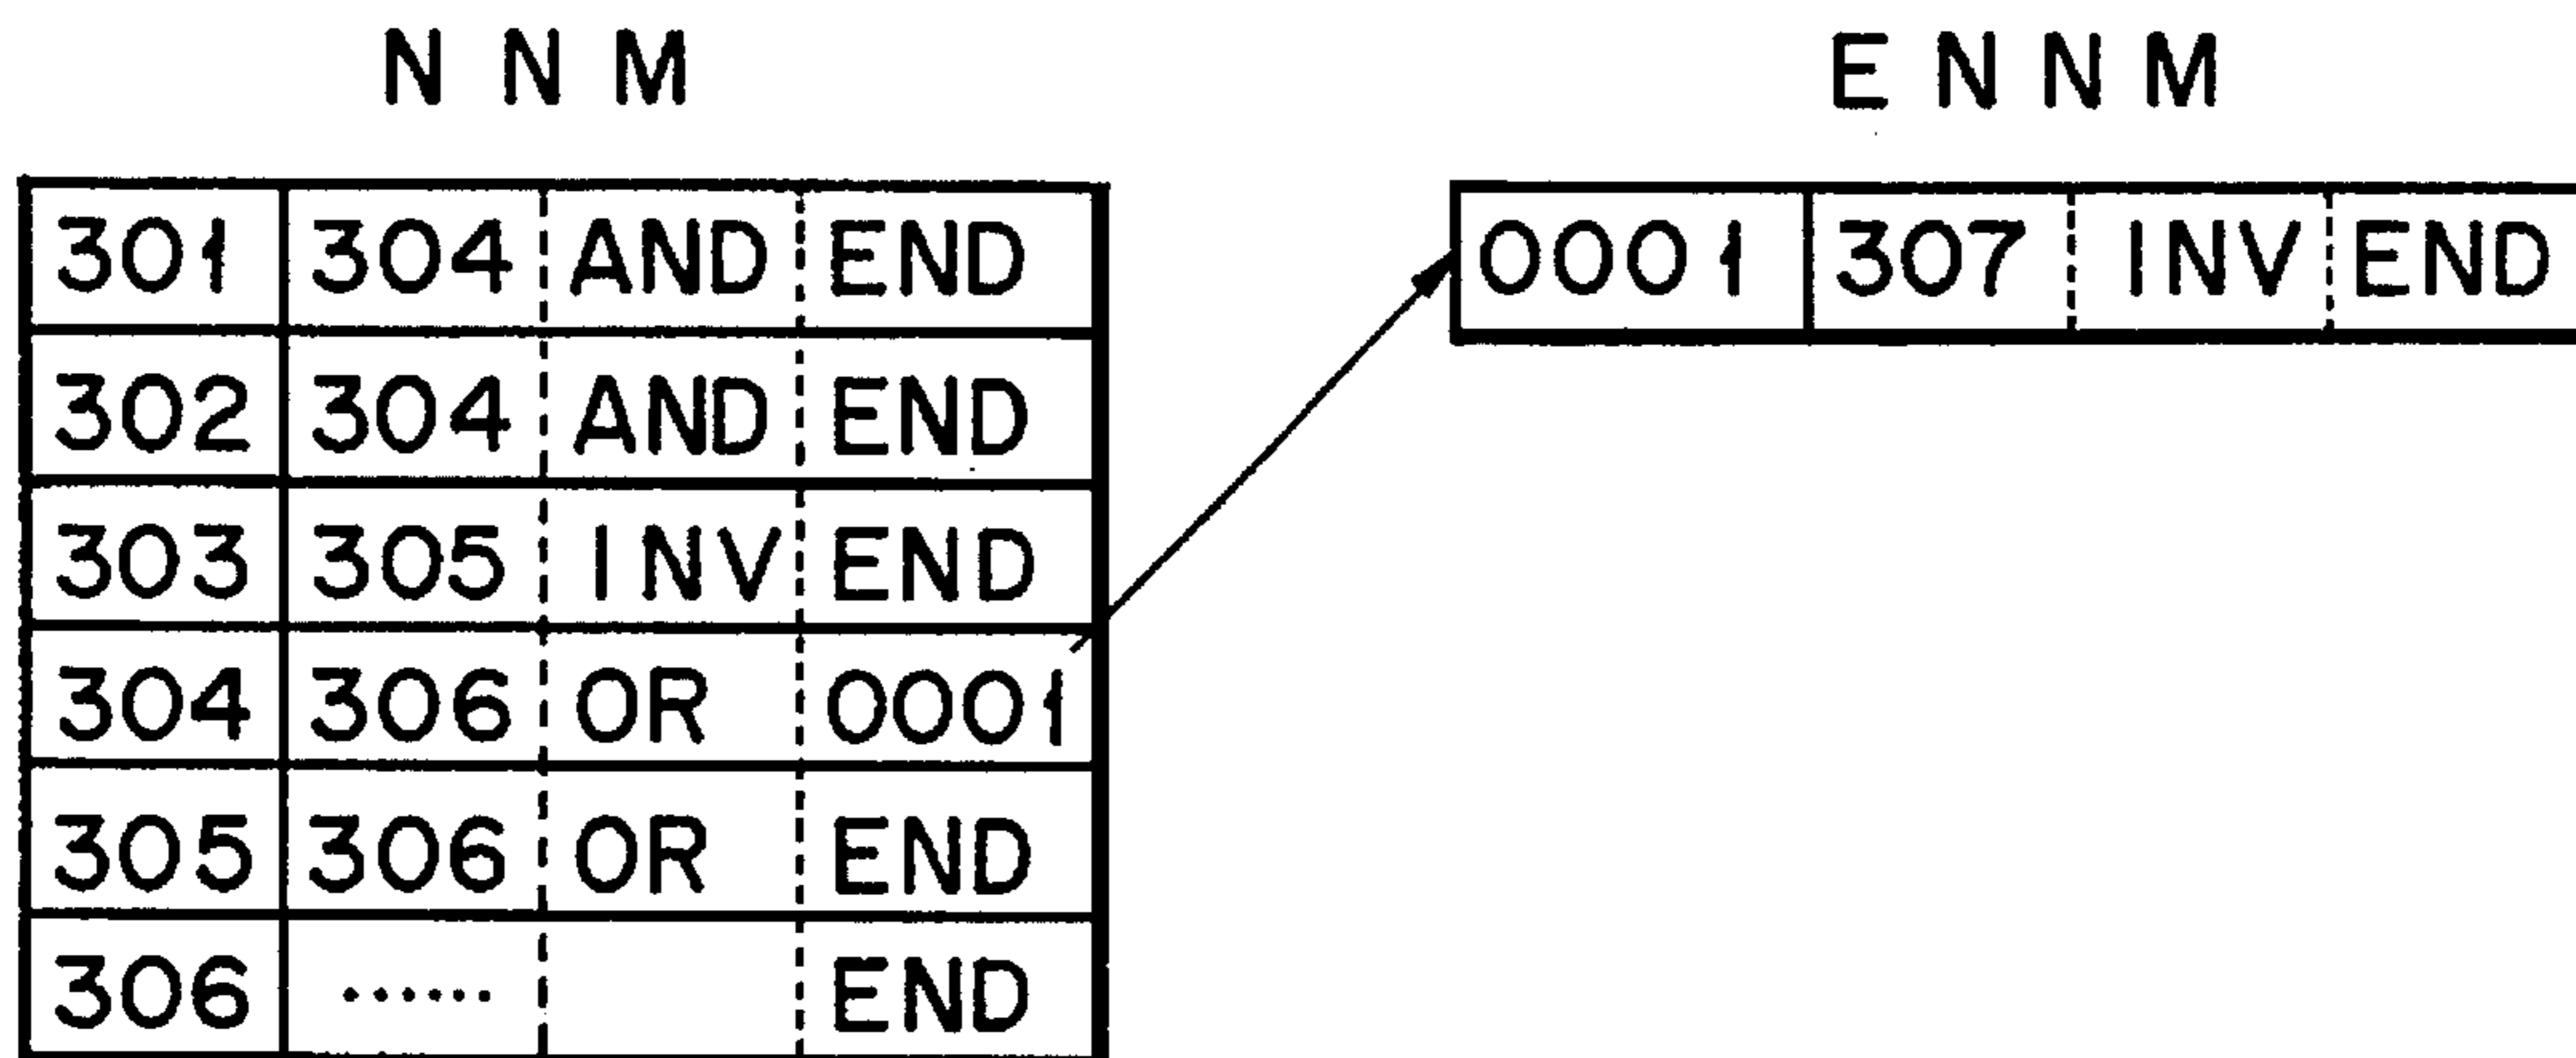 N N M
E N N M
301 304 AND END
0001 307 INV END
302 304 AND END
303 305 INV END
304 306 OR 0001
305 306 OR END
306 ...... END